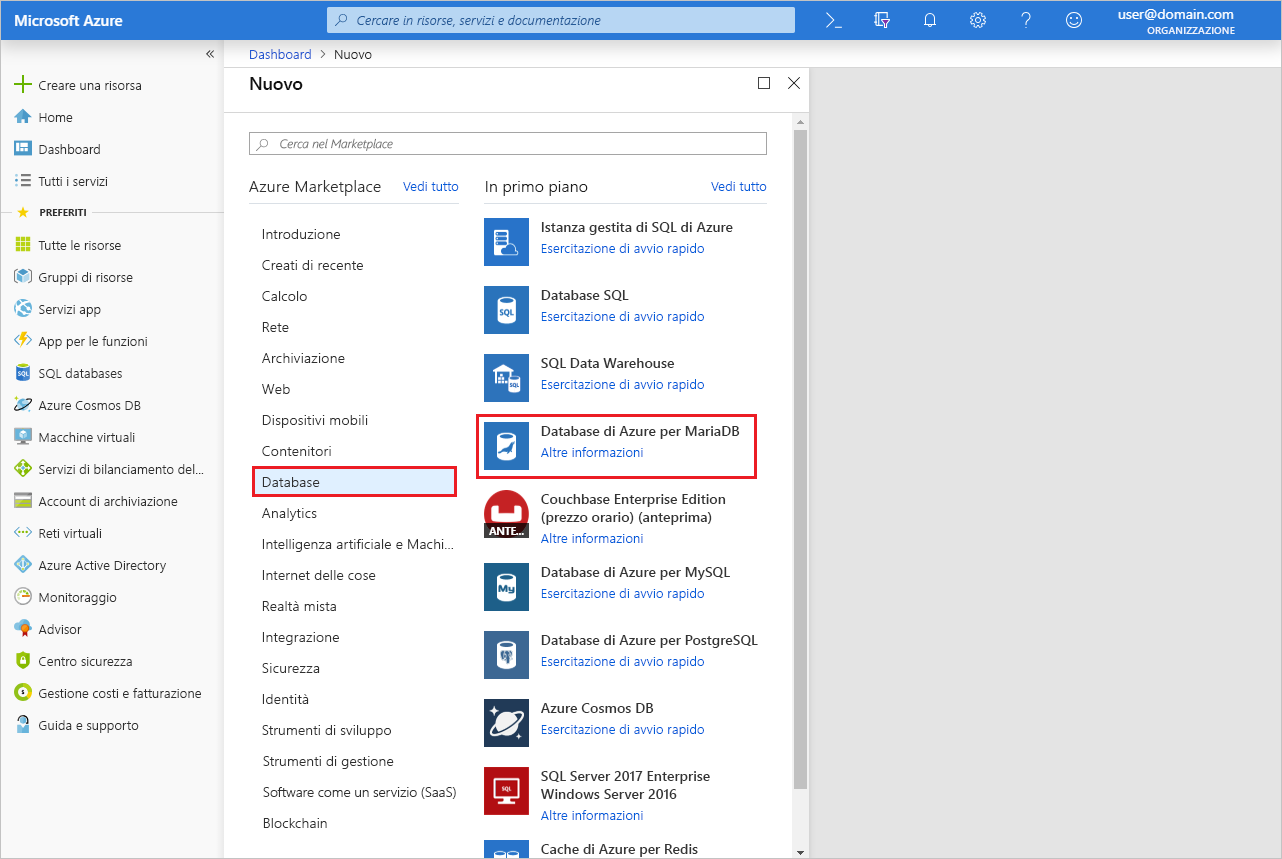 Microsoft Azure
Cercare in risorse, servizi e documentazione
user@domain.com
ORGANIZZAZIONE
Creare una risorsa
Home
Dashboard
Tutti i servizi
PREFERITI
Tutte le risorse
Gruppi di risorse
Servizi app
App per le funzioni
SQL databases
Azure Cosmos DB
Macchine virtuali
Servizi di bilanciamento del...
Account di archiviazione
Reti virtuali
Azure Active Directory
Monitoraggio
Advisor
Centro sicurezza
Gestione costi e fatturazione
Guida e supporto
Dashboard > Nuovo
Nuovo
Cerca nel Marketplace
Azure Marketplace Vedi tutto
Introduzione
Creati di recente
Calcolo
Rete
Archiviazione
Web
Dispositivi mobili
Contenitori
Database
Analytics
Intelligenza artificiale e Machi...
Internet delle cose
Realtà mista
Integrazione
Sicurezza
Identità
Strumenti di sviluppo
Strumenti di gestione
Software come un servizio (SaaS)
Blockchain
In primo piano Vedi tutto
Istanza gestita di SQL di Azure
Esercitazione di avvio rapido
Database SQL
Esercitazione di avvio rapido
SQL Data Warehouse
Esercitazione di avvio rapido
Database di Azure per MariaDB
Altre informazioni
Couchbase Enterprise Edition
(prezzo orario) (anteprima)
ANTE...
Altre informazioni
Database di Azure per MySQL
Esercitazione di avvio rapido
Database di Azure per PostgreSQL
Esercitazione di avvio rapido
Azure Cosmos DB
Esercitazione di avvio rapido
SQL Server 2017 Enterprise
Windows Server 2016
Altre informazioni
Cache di Azure per Redis